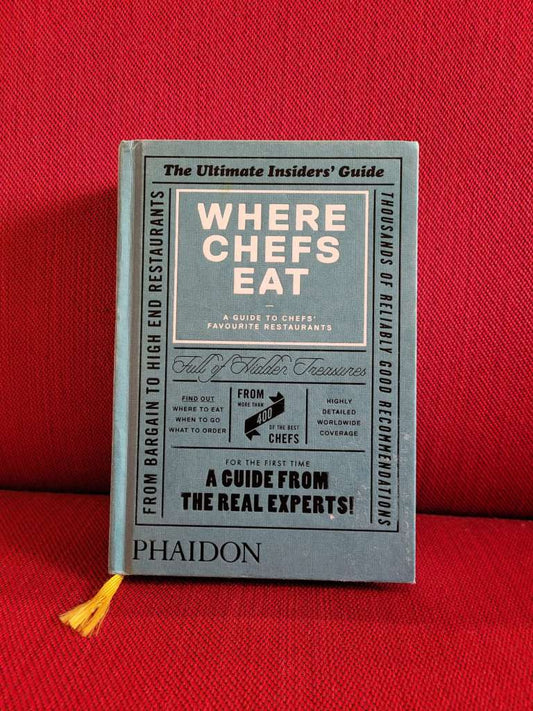 The Ultimate Insiders' Guide
FROM BARGAIN TO HIGH END RESTAURANTS
WHERE
CHEFS
EAT
A GUIDE TO CHEFS'
FAVOURITE RESTAURANTS
THOUSANDS OF RELIABLY GOOD RECOMMENDATIONS
Full of Hidden Treasures
FIND OUT
WHERE TO EAT
WHEN TO GO
WHAT TO ORDER
FROM
MORE THAN
400
OF THE BEST
CHEFS
HIGHLY
DETAILED
WORLDWIDE
COVERAGE
FOR THE FIRST TIME
A GUIDE FROM
THE REAL EXPERTS!
PHAIDON